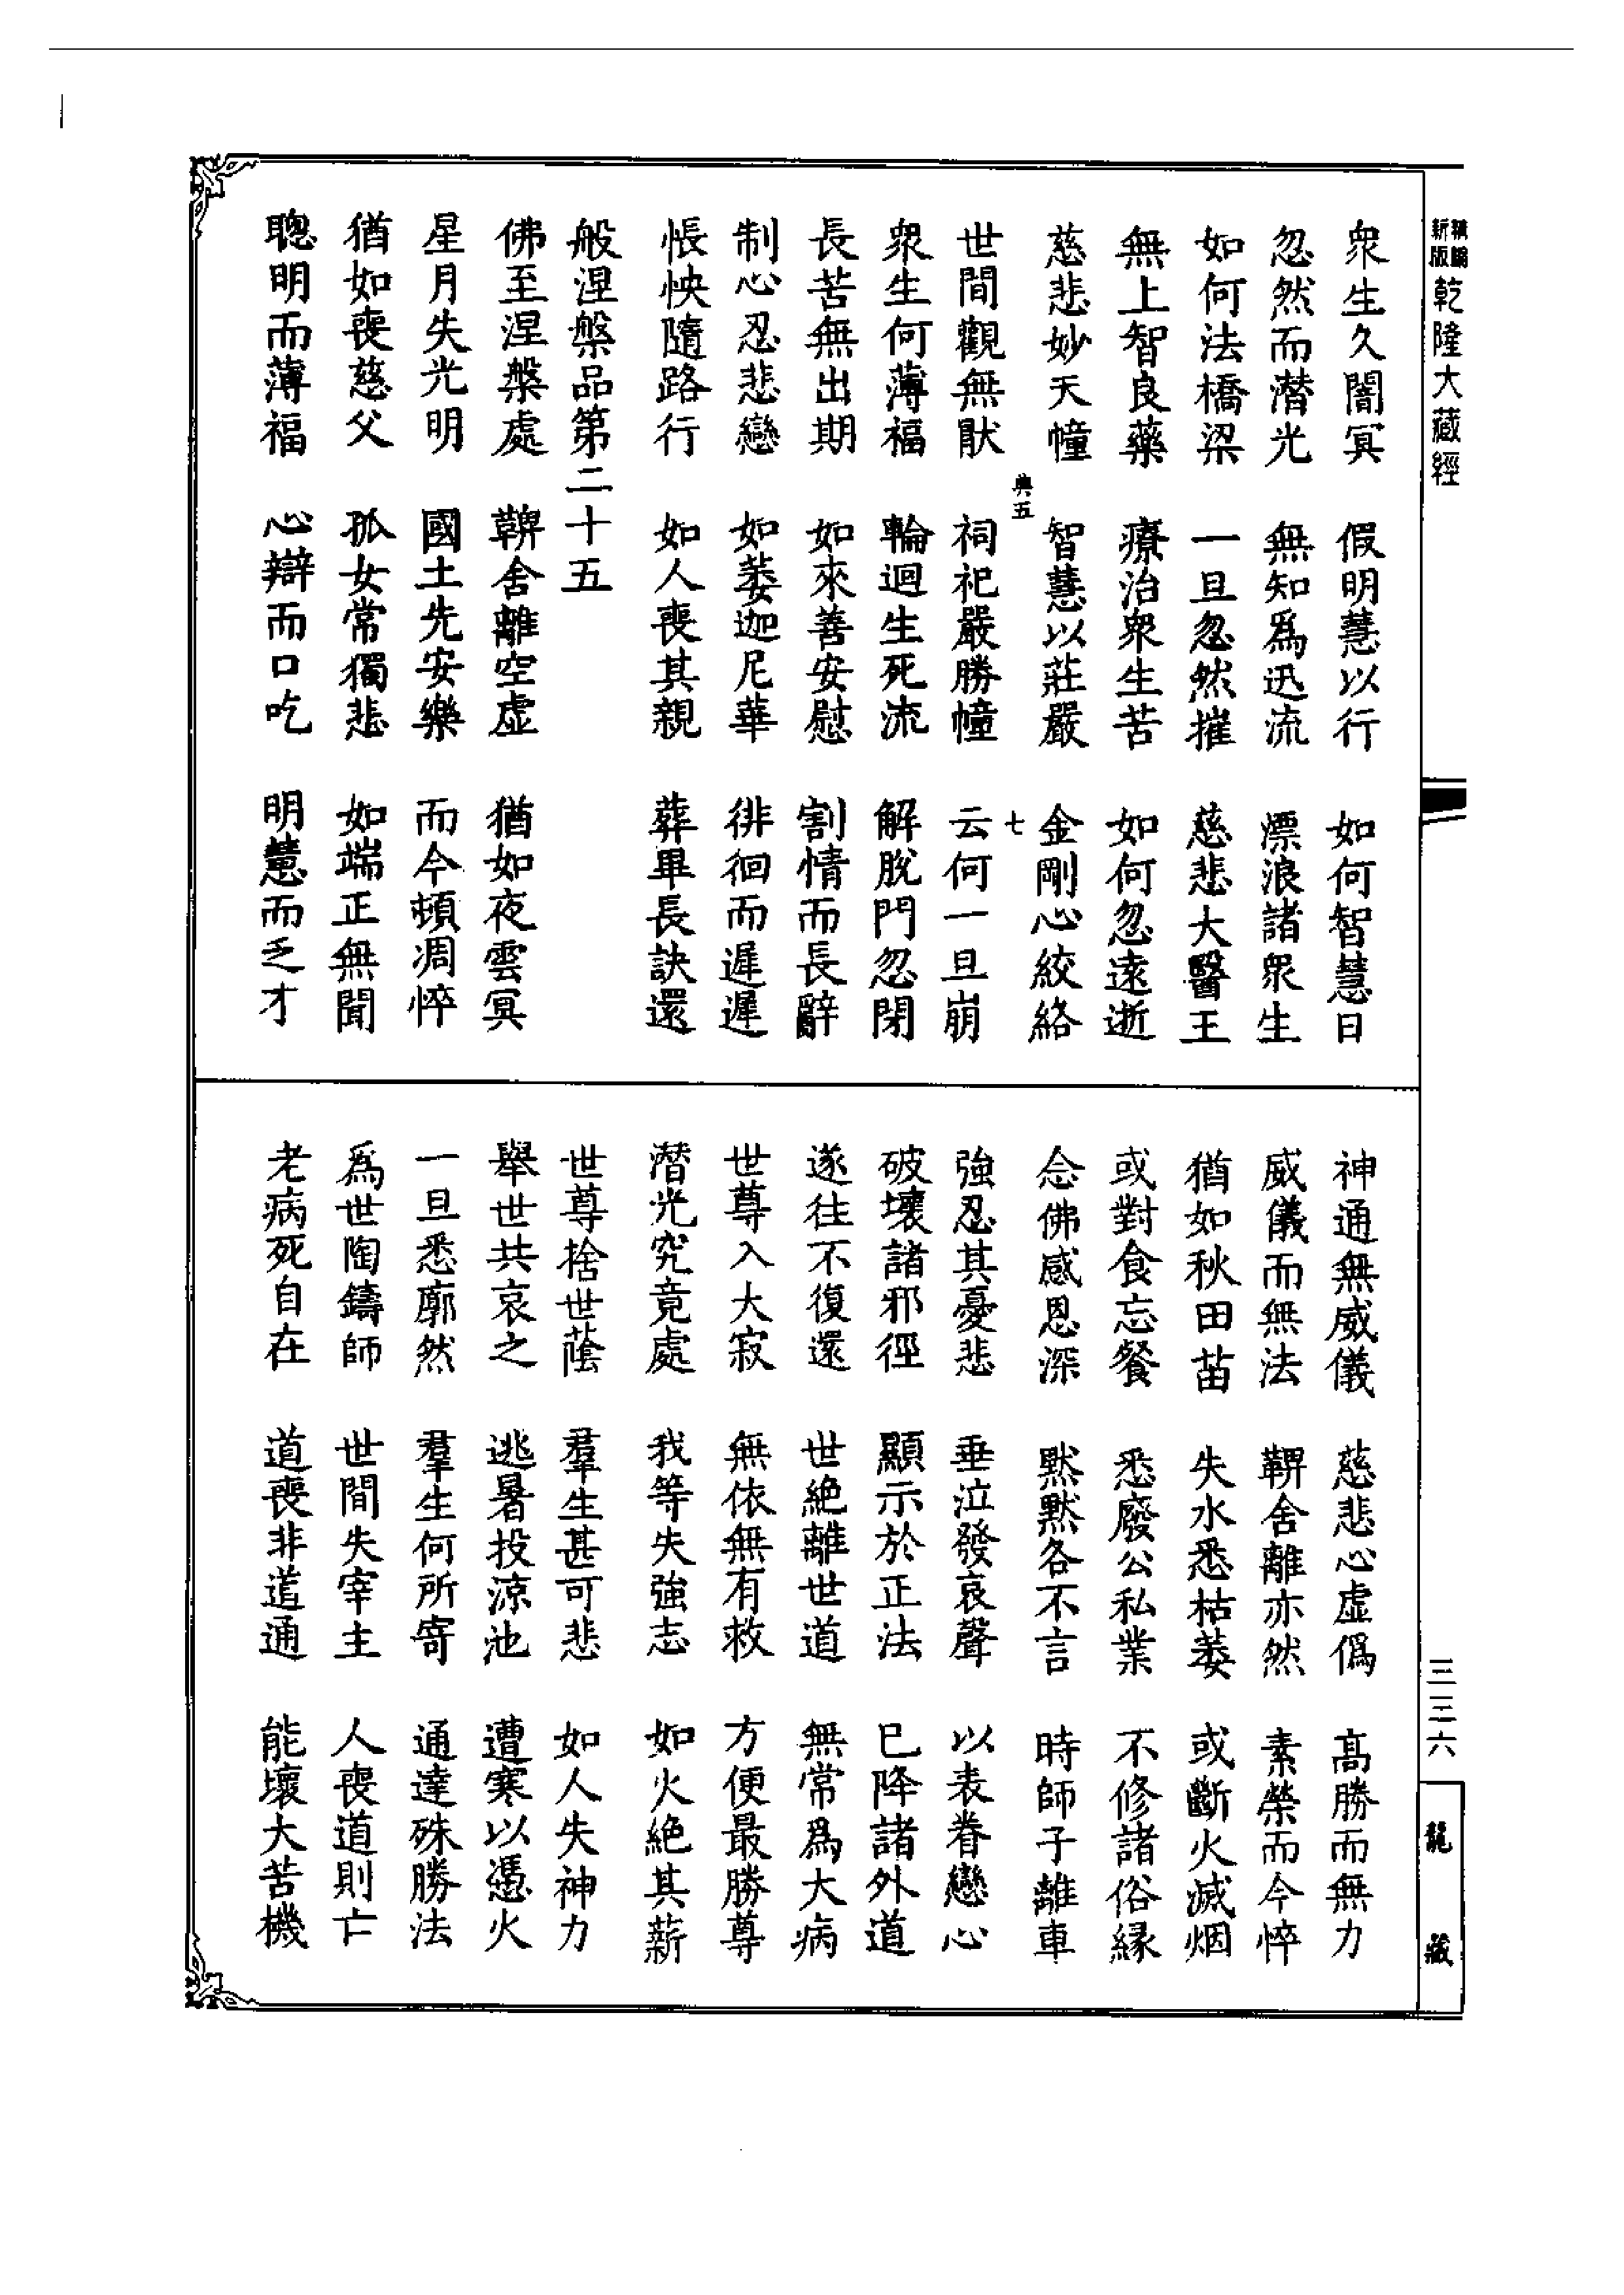 新編
新版
乾隆大藏經
衆生久闇冥　假明慧以行　如何智慧日
忽然而潛光　無知爲迅流　漂浪諸衆生
如何法橋梁　一旦忽然摧　慈悲大醫王
無上智良藥　療治衆生苦　如何忽遠逝
慈悲妙天幢　智慧以莊嚴　金剛心絞絡
典五　七
世間觀無猒　祠祀嚴勝幢　云何一旦崩
衆生何薄福　輪迴生死流　解脫門忽閉
長苦無出期　如來善安慰　割情而長辭
制心忍悲戀　如萎迦尼華　徘徊而遲遲
悵怏隨路行　如人喪其親　葬畢長訣還
般涅槃品第二十五
佛至涅槃處　鞞舍離空虛　猶如夜雲冥
星月失光明　國土先安樂　而今頓凋悴
猶如喪慈父　孤女常獨悲　如端正無聞
聰明而薄福　心辯而口吃　明慧而乏才
神通無威儀　慈悲心虛僞　髙勝而無力
威儀而無法　鞞舍離亦然　素榮而今悴
猶如秋田苗　失水悉枯萎　或斷火滅烟
或對食忘餐　悉廢公私業　不修諸俗緣
念佛感恩深　默默各不言　時師子離車
強忍其憂悲　垂泣發哀聲　以表眷戀心
破壞諸邪徑　顯示於正法　已降諸外道
遂往不復還　世絶離世道　無常爲大病
世尊入大寂　無依無有救　方便最勝尊
潛光究竟處　我等失強志　如火絶其薪
世尊捨世蔭　羣生甚可悲　如人失神力
舉世共哀之　逃暑投涼池　遭寒以憑火
一旦悉廓然　羣生何所寄　通達殊勝法
爲世陶鑄師　世間失宰主　人喪道則亡
老病死自在　道喪非道通　能壞大苦機
三三六
龍藏